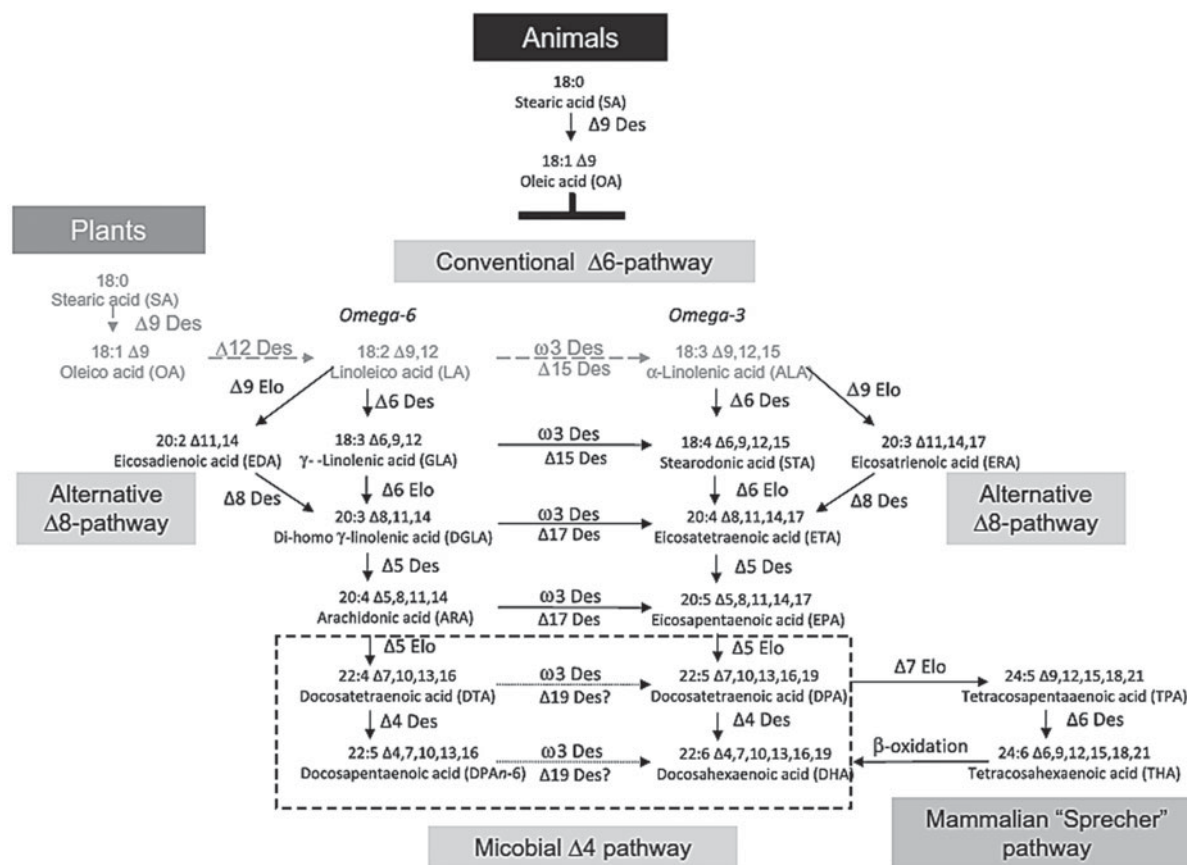 Animals
18:0
Stearic acid (SA)
Δ9 Des
18:1 Δ9
Oleic acid (OA)
Plants
Conventional Δ6-pathway
18:0
Stearic acid (SA)
Δ9 Des
Omega-6
Omega-3
18:1 Δ9
Oleico acid (OA)
Δ12 Des
18:2 Δ9,12
Linoleico acid (LA)
ω3 Des
Δ15 Des
18:3 Δ9,12,15
α-Linolenic acid (ALA)
Δ9 Elo
Δ6 Des
Δ6 Des
Δ9 Elo
20:2 Δ11,14
Eicosadienoic acid (EDA)
18:3 Δ6,9,12
γ- -Linolenic acid (GLA)
ω3 Des
Δ15 Des
18:4 Δ6,9,12,15
Stearodonic acid (STA)
20:3 Δ11,14,17
Eicosatrienoic acid (ERA)
Alternative
Δ8-pathway
Δ8 Des
Δ6 Elo
Δ6 Elo
Δ8 Des
Alternative
Δ8-pathway
20:3 Δ8,11,14
Di-homo γ-linolenic acid (DGLA)
ω3 Des
Δ17 Des
20:4 Δ8,11,14,17
Eicosatetraenoic acid (ETA)
Δ5 Des
Δ5 Des
20:4 Δ5,8,11,14
Arachidonic acid (ARA)
ω3 Des
Δ17 Des
20:5 Δ5,8,11,14,17
Eicosapentaenoic acid (EPA)
Δ5 Elo
Δ5 Elo
22:4 Δ7,10,13,16
Docosatetraenoic acid (DTA)
ω3 Des
Δ19 Des?
22:5 Δ7,10,13,16,19
Docosatetraenoic acid (DPA)
Δ7 Elo
24:5 Δ9,12,15,18,21
Tetracosapentaaenoic acid (TPA)
Δ4 Des
Δ4 Des
Δ6 Des
22:5 Δ4,7,10,13,16
Docosapentaenoic acid (DPAn-6)
ω3 Des
Δ19 Des?
22:6 Δ4,7,10,13,16,19
Docosahexaenoic acid (DHA)
β-oxidation
24:6 Δ6,9,12,15,18,21
Tetracosahexaenoic acid (THA)
Micobial Δ4 pathway
Mammalian “Sprecher”
pathway